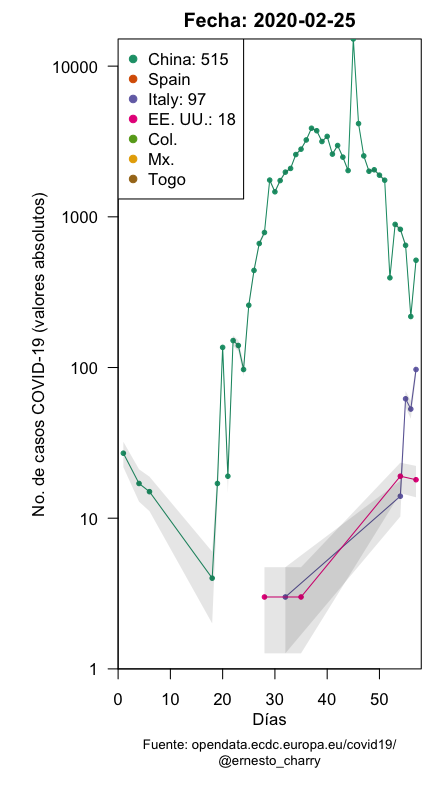 Fecha: 2020-02-25
China: 515
Spain
Italy: 97
EE. UU.: 18
Col.
Mx.
Togo
No. de casos COVID-19 (valores absolutos)
10000
1000
100
10
1
0 10 20 30 40 50
Días
Fuente: opendata.ecdc.europa.eu/covid19/
@ernesto_charry